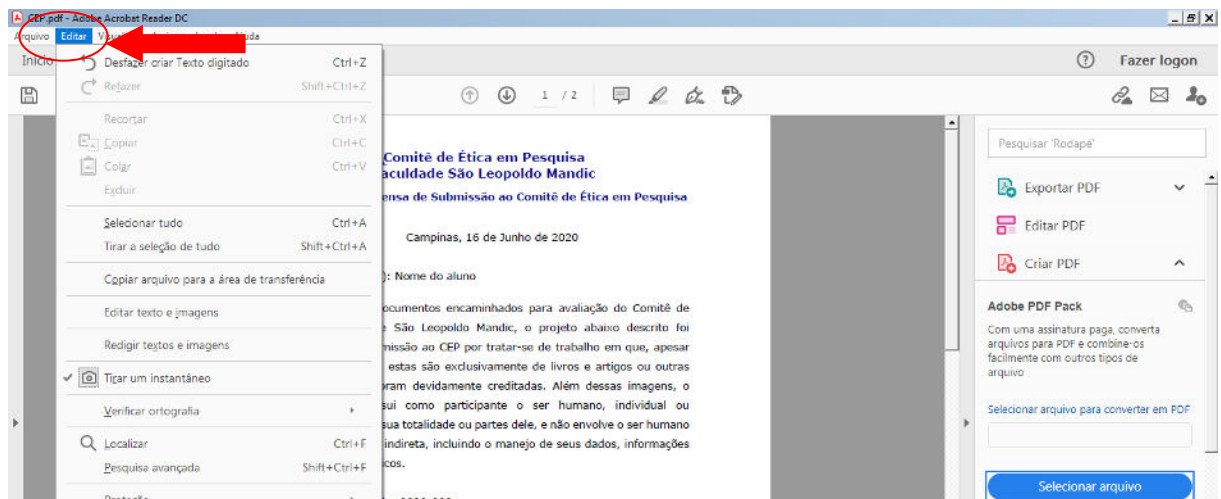 CEP.pdf - Adobe Acrobat Reader DC
Arquivo Editar
Início
Fazer logon
1 / 2
Desfazer criar Texto digitado Ctrl+Z
Refazer Shift+Ctrl+Z
Recortar Ctrl+X
Copiar Ctrl+C
Colar Ctrl+V
Excluir
Selecionar tudo Ctrl+A
Tirar a seleção de tudo Shift+Ctrl+A
Copiar arquivo para a área de transferência
Editar texto e imagens
Redigir textos e imagens
Tirar um instantâneo
Verificar ortografia
Localizar Ctrl+F
Pesquisa avançada Shift+Ctrl+F
Proteção
Comitê de Ética em Pesquisa
aculdade São Leopoldo Mandic
ensa de Submissão ao Comitê de Ética em Pesquisa
Campinas, 16 de Junho de 2020
): Nome do aluno
ocumentos encaminhados para avaliação do Comitê de
São Leopoldo Mandic, o projeto abaixo descrito foi
missão ao CEP por tratar-se de trabalho em que, apesar
estas são exclusivamente de livros e artigos ou outras
oram devidamente creditadas. Além dessas imagens, o
sui como participante o ser humano, individual ou
sua totalidade ou partes dele, e não envolve o ser humano
indireta, incluindo o manejo de seus dados, informações
icos.
Pesquisar 'Rodapé'
Exportar PDF
Editar PDF
Criar PDF
Adobe PDF Pack
Com uma assinatura paga, converta
arquivos para PDF e combine-os
facilmente com outros tipos de
arquivo
Selecionar arquivo para converter em PDF
Selecionar arquivo